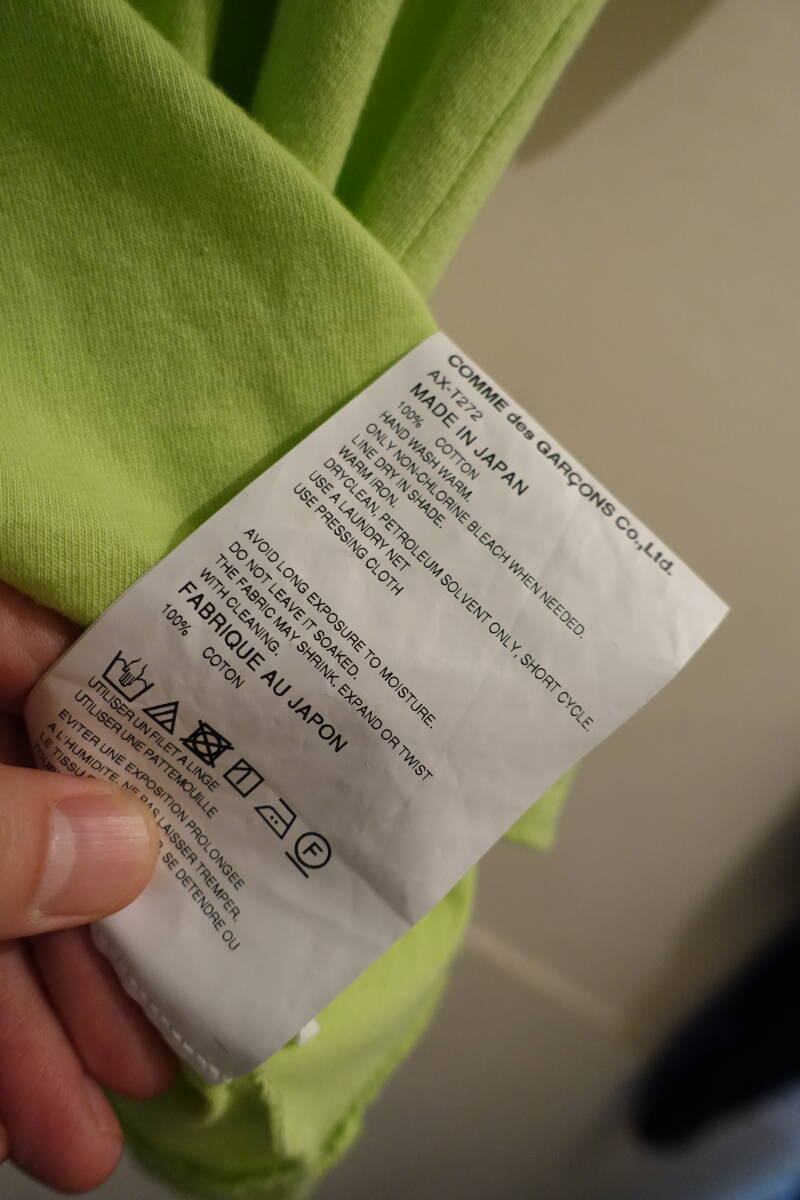 COMME des GARÇONS Co.,Ltd.
AX-T272
MADE IN JAPAN
100% COTTON
HAND WASH WARM.
ONLY NON-CHLORINE BLEACH WHEN NEEDED.
LINE DRY IN SHADE.
WARM IRON.
DRYCLEAN, PETROLEUM SOLVENT ONLY, SHORT CYCLE.
USE A LAUNDRY NET
USE PRESSING CLOTH
AVOID LONG EXPOSURE TO MOISTURE.
DO NOT LEAVE IT SOAKED.
THE FABRIC MAY SHRINK, EXPAND OR TWIST
WITH CLEANING.
FABRIQUE AU JAPON
100% COTON
F
UTILISER UN FILET A LINGE
UTILISER UNE PATTEMOUILLE
EVITER UNE EXPOSITION PROLONGEE
A L'HUMIDITE. NE PAS LAISSER TREMPER.
LE TISSU SE DETENDRE OU